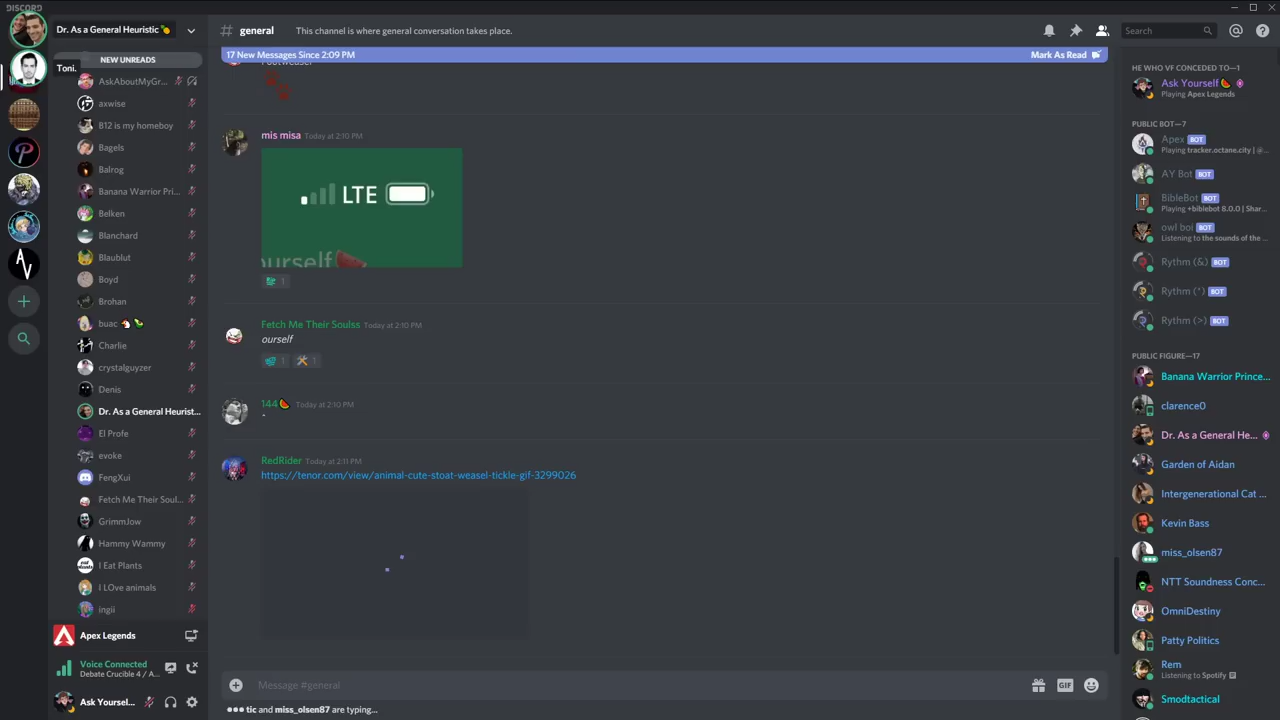 DISCORD
Dr. As a General Heuristic
general
This channel is where general conversation takes place.
Search
17 New Messages Since 2:09 PM
Mark As Read
Toni.
NEW UNREADS
AskAboutMyGr...
axwise
B12 is my homeboy
Bagels
Balrog
Banana Warrior Pri...
Belken
Blanchard
Blaublut
Boyd
Brohan
buac
Charlie
crystalguyzer
Denis
Dr. As a General Heurist...
El Profe
evoke
FengXui
Fetch Me Their Soul...
GrimmJow
Hammy Wammy
I Eat Plants
I LOve animals
ingii
Apex Legends
Voice Connected
Debate Crucible 4 / A...
Ask Yoursel...
mis misa Today at 2:10 PM
LTE
ourself
Fetch Me Their Soulss Today at 2:10 PM
ourself
1
1
144 Today at 2:10 PM
-
RedRider Today at 2:11 PM
https://tenor.com/view/animal-cute-stoat-weasel-tickle-gif-3299026
Message #general
GIF
tic and miss_olsen87 are typing...
HE WHO VF CONCEDED TO—1
Ask Yourself
Playing Apex Legends
PUBLIC BOT—7
Apex BOT
Playing tracker.octane.city | @...
AY Bot BOT
BibleBot BOT
Playing +biblebot 8.0.0 | Shar...
owl boi BOT
Listening to the sounds of the ...
Rythm (&) BOT
Rythm (*) BOT
Rythm (>) BOT
PUBLIC FIGURE—17
Banana Warrior Prince...
clarence0
Dr. As a General He...
Garden of Aidan
Intergenerational Cat ...
Kevin Bass
miss_olsen87
NTT Soundness Conc...
OmniDestiny
Patty Politics
Rem
Listening to Spotify
Smodtactical